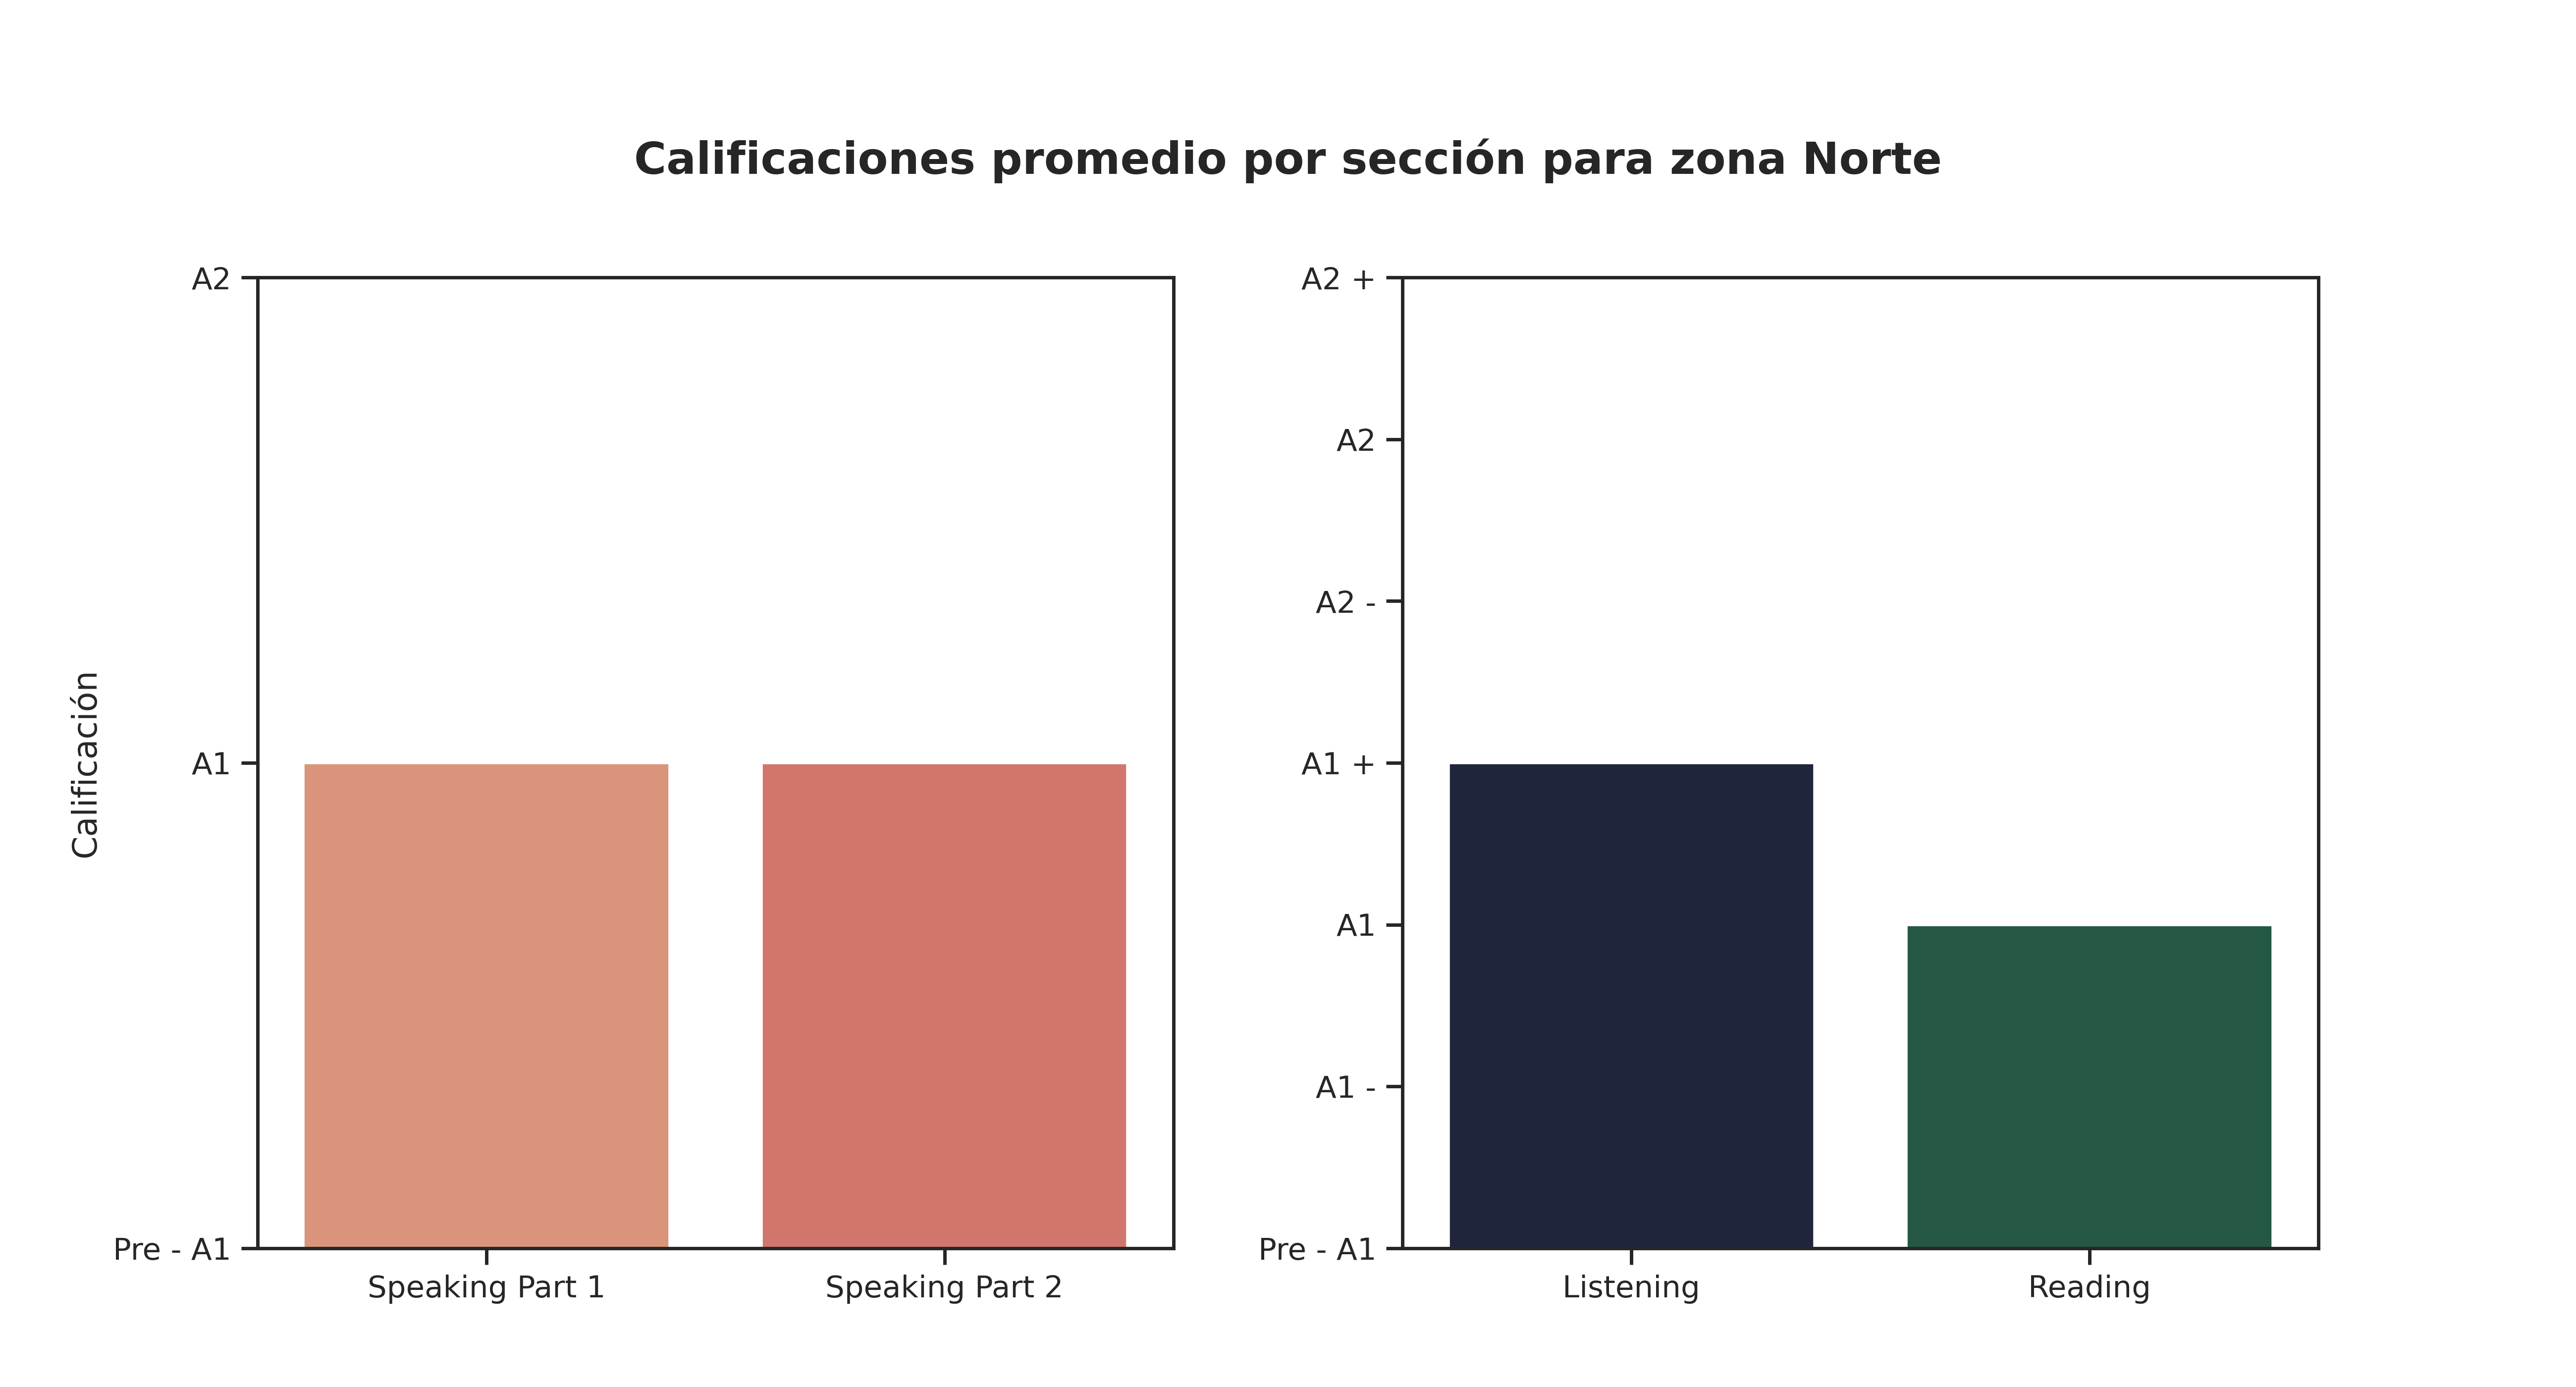 Calificaciones promedio por sección para zona Norte
Calificación
A2
A1
Pre - A1
Speaking Part 1
Speaking Part 2
A2 +
A2
A2 -
A1 +
A1
A1 -
Pre - A1
Listening
Reading